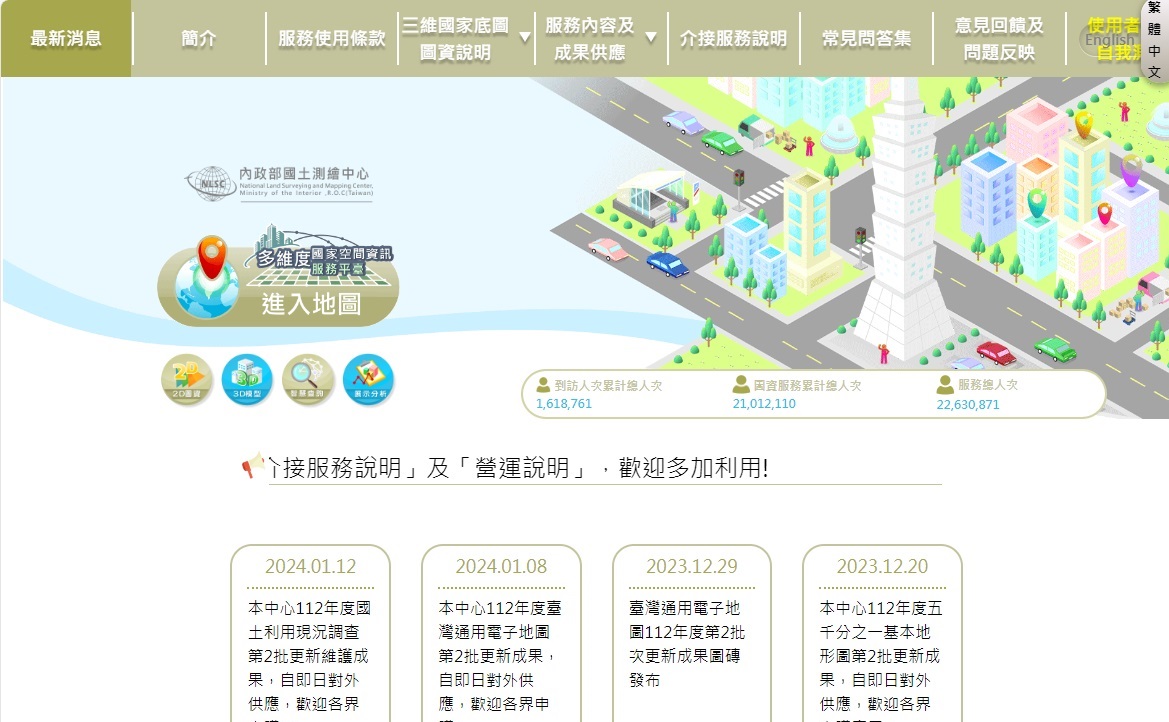 最新消息
簡介
服務使用條款
三維國家底圖
圖資說明
▼
服務內容及
成果供應
▼
介接服務說明
常見問答集
意見回饋及
問題反映
使用者
自我
English
繁
體
中
文
內政部國土測繪中心
National Land Surveying and Mapping Center,
Ministry of the Interior ,R.O.C(Taiwan)
NLSC
多維度國家空間資訊
服務平臺
進入地圖
2D圖資
3D模型
智慧查詢
展示分析
到訪人次累計總人次
1,618,761
圖資服務累計總人次
21,012,110
服務總人次
22,630,871
介接服務說明」及「營運說明」，歡迎多加利用!
2024.01.12
本中心112年度國
土利用現況調查
第2批更新維護成
果，自即日對外
供應，歡迎各界
2024.01.08
本中心112年度臺
灣通用電子地圖
第2批更新成果，
自即日對外供
應，歡迎各界申
2023.12.29
臺灣通用電子地
圖112年度第2批
次更新成果圖磚
發布
2023.12.20
本中心112年度五
千分之一基本地
形圖第2批更新成
果，自即日對外
供應，歡迎各界